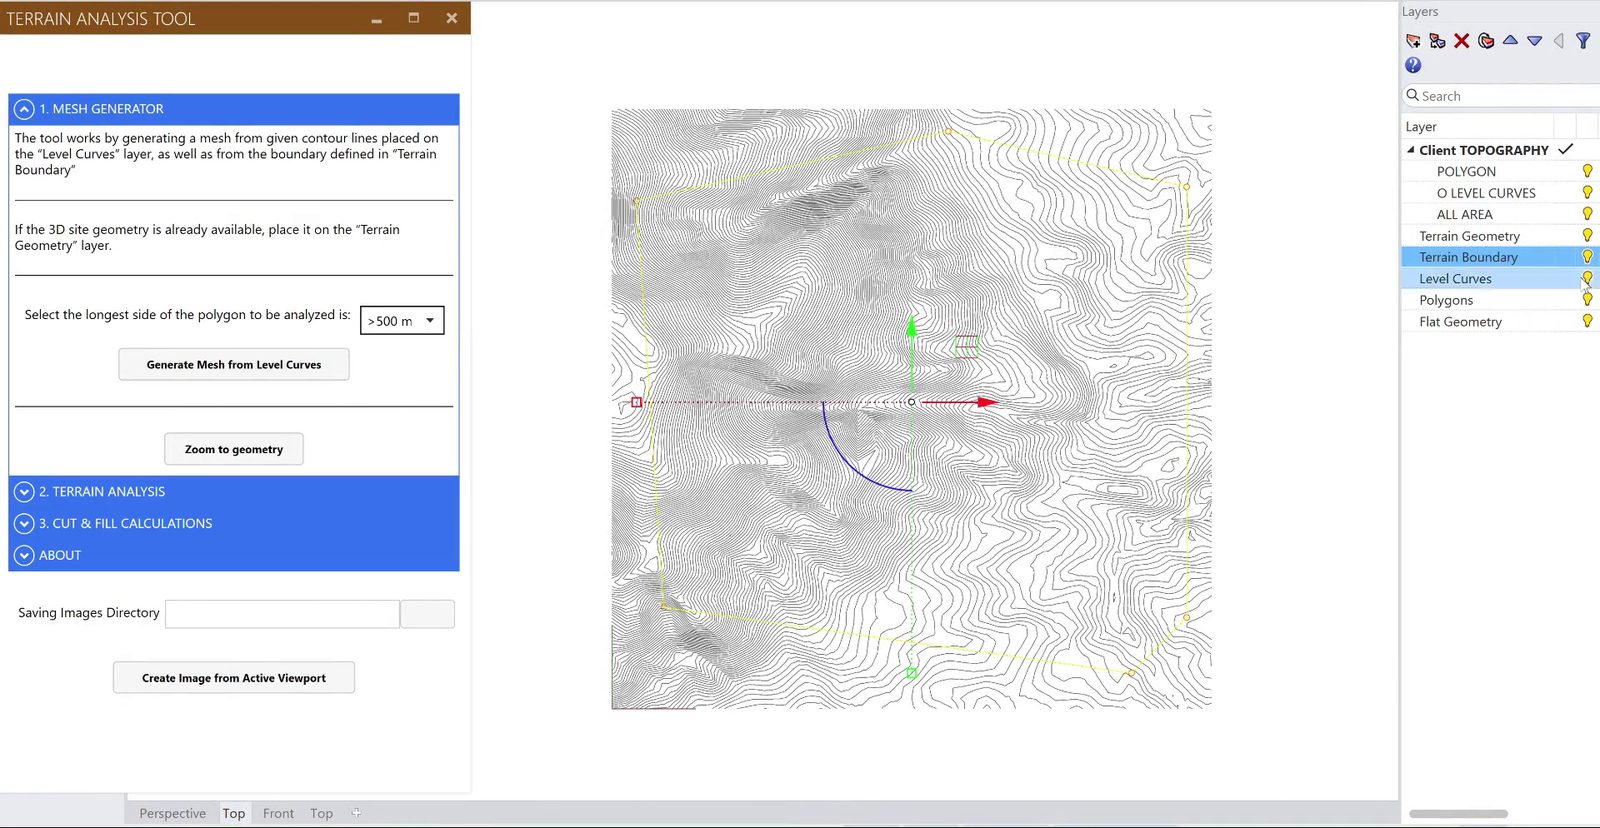 TERRAIN ANALYSIS TOOL
1. MESH GENERATOR
The tool works by generating a mesh from given contour lines placed on
the “Level Curves” layer, as well as from the boundary defined in “Terrain
Boundary”
If the 3D site geometry is already available, place it on the “Terrain
Geometry” layer.
Select the longest side of the polygon to be analyzed is: >500 m
Generate Mesh from Level Curves
Zoom to geometry
2. TERRAIN ANALYSIS
3. CUT & FILL CALCULATIONS
ABOUT
Saving Images Directory
Create Image from Active Viewport
Perspective Top Front Top
Layers
Search
Layer
Client TOPOGRAPHY
POLYGON
O LEVEL CURVES
ALL AREA
Terrain Geometry
Terrain Boundary
Level Curves
Polygons
Flat Geometry